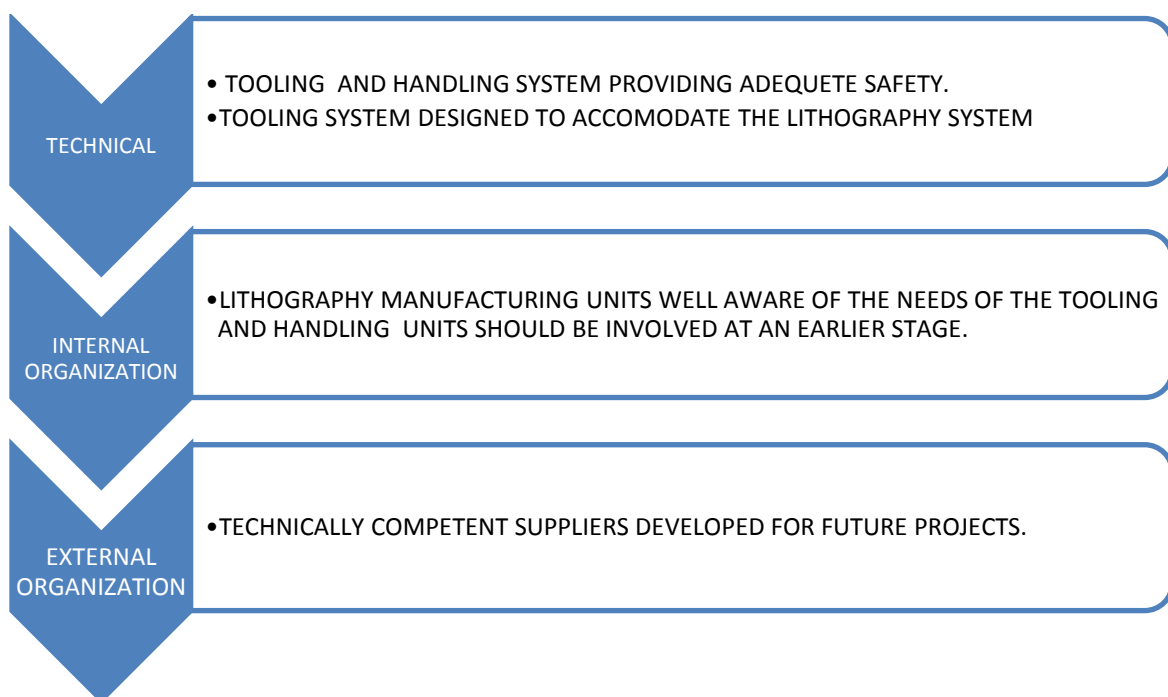 TECHNICAL
• TOOLING  AND HANDLING SYSTEM PROVIDING ADEQUETE SAFETY.
•TOOLING SYSTEM DESIGNED TO ACCOMODATE THE LITHOGRAPHY SYSTEM
INTERNAL
ORGANIZATION
•LITHOGRAPHY MANUFACTURING UNITS WELL AWARE OF THE NEEDS OF THE TOOLING
AND HANDLING  UNITS SHOULD BE INVOLVED AT AN EARLIER STAGE.
EXTERNAL
ORGANIZATION
•TECHNICALLY COMPETENT SUPPLIERS DEVELOPED FOR FUTURE PROJECTS.